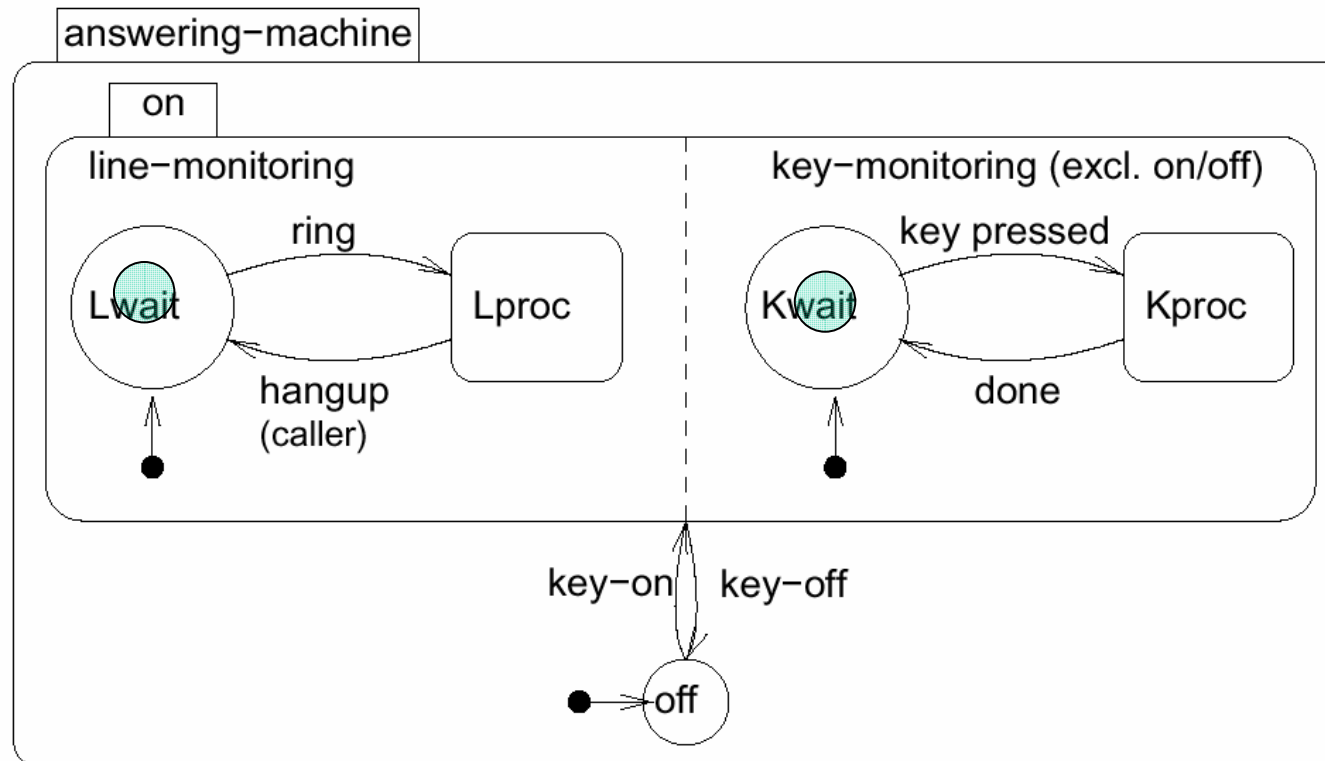 answering−machine
on
line−monitoring
key−monitoring (excl. on/off)
ring
key pressed
Lwait
Lproc
Kwait
Kproc
hangup
(caller)
done
key−on
key−off
off